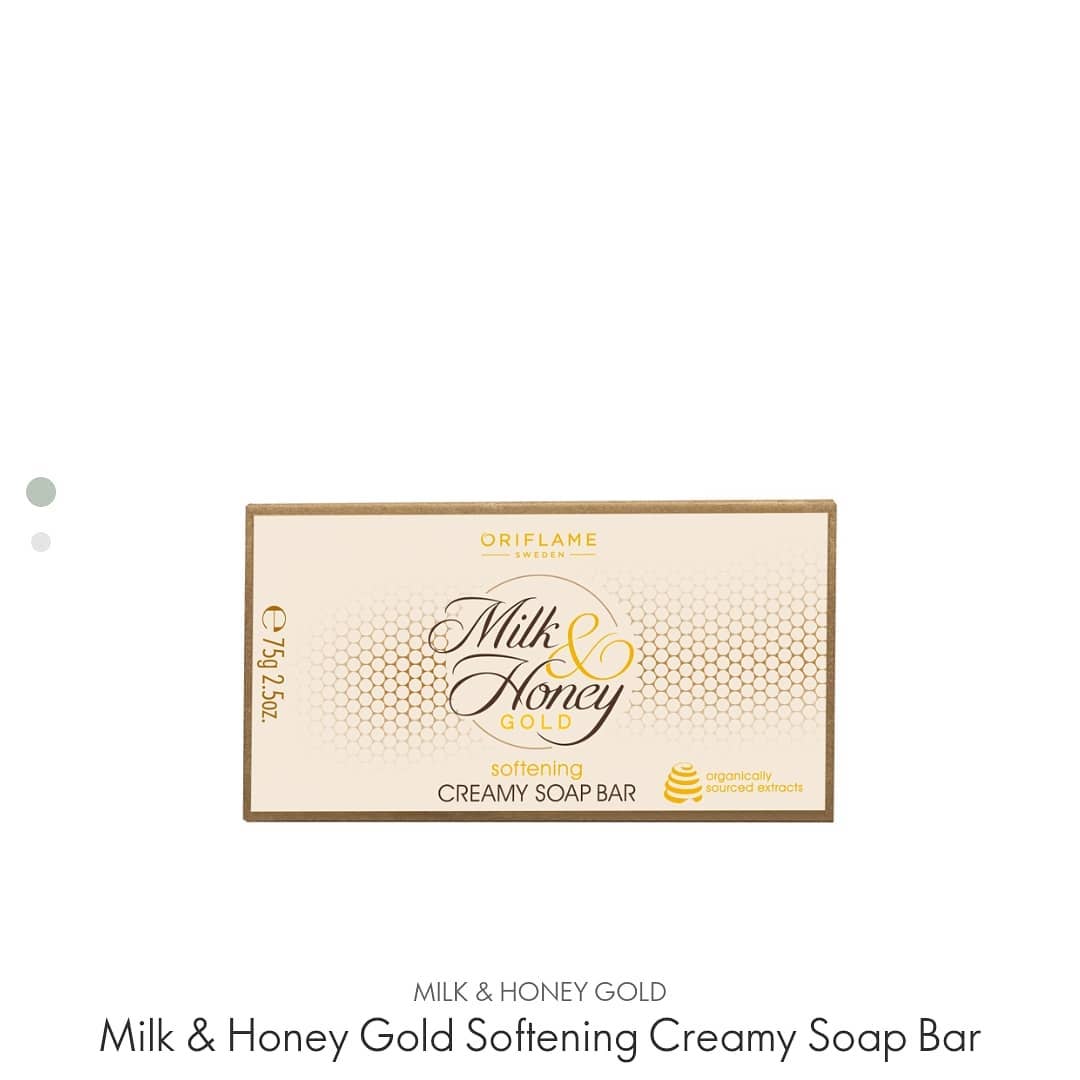 ORIFLAME
SWEDEN
Milk &
Honey
GOLD
softening
CREAMY SOAP BAR
organically
sourced extracts
℮ 75g 2.5oz.
MILK & HONEY GOLD
Milk & Honey Gold Softening Creamy Soap Bar